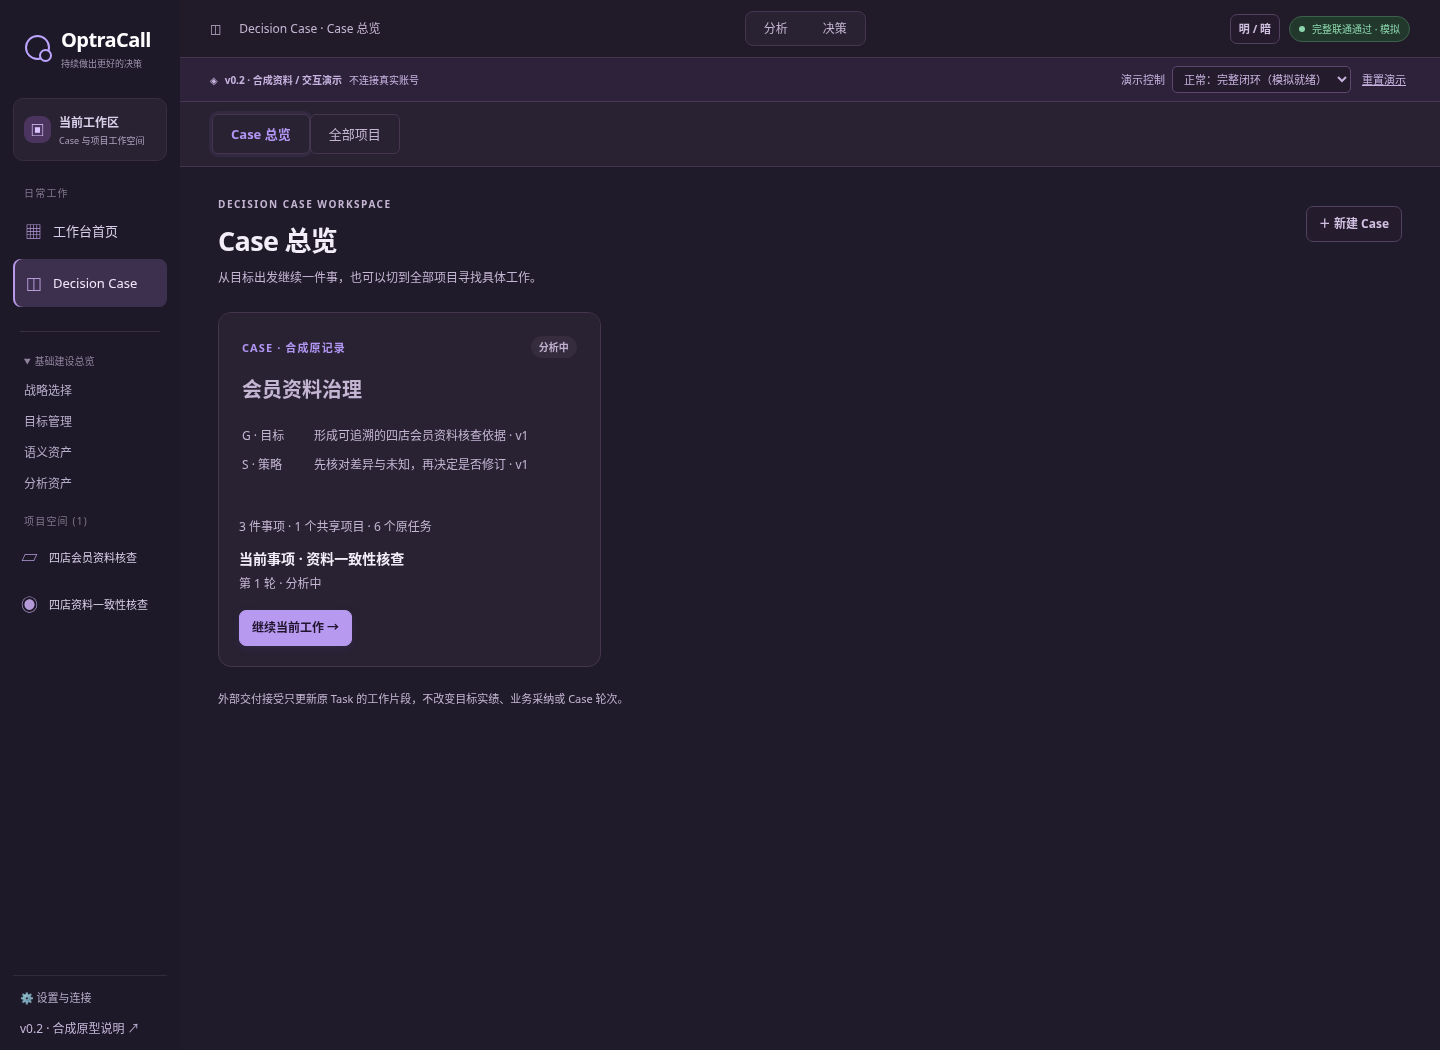 OptraCall
持续做出更好的决策
当前工作区
Case 与项目工作空间
日常工作
工作台首页
Decision Case
▼ 基础建设总览
战略选择
目标管理
语义资产
分析资产
项目空间 (1)
四店会员资料核查
四店资料一致性核查
设置与连接
v0.2 · 合成原型说明 ↗
Decision Case · Case 总览
分析
决策
明 / 暗
完整联通通过 · 模拟
v0.2 · 合成资料 / 交互演示 不连接真实账号
演示控制
正常：完整闭环（模拟就绪）
重置演示
Case 总览
全部项目
DECISION CASE WORKSPACE
Case 总览
从目标出发继续一件事，也可以切到全部项目寻找具体工作。
＋ 新建 Case
CASE · 合成原记录
分析中
会员资料治理
G · 目标 形成可追溯的四店会员资料核查依据 · v1
S · 策略 先核对差异与未知，再决定是否修订 · v1
3 件事项 · 1 个共享项目 · 6 个原任务
当前事项 · 资料一致性核查
第 1 轮 · 分析中
继续当前工作 →
外部交付接受只更新原 Task 的工作片段，不改变目标实绩、业务采纳或 Case 轮次。